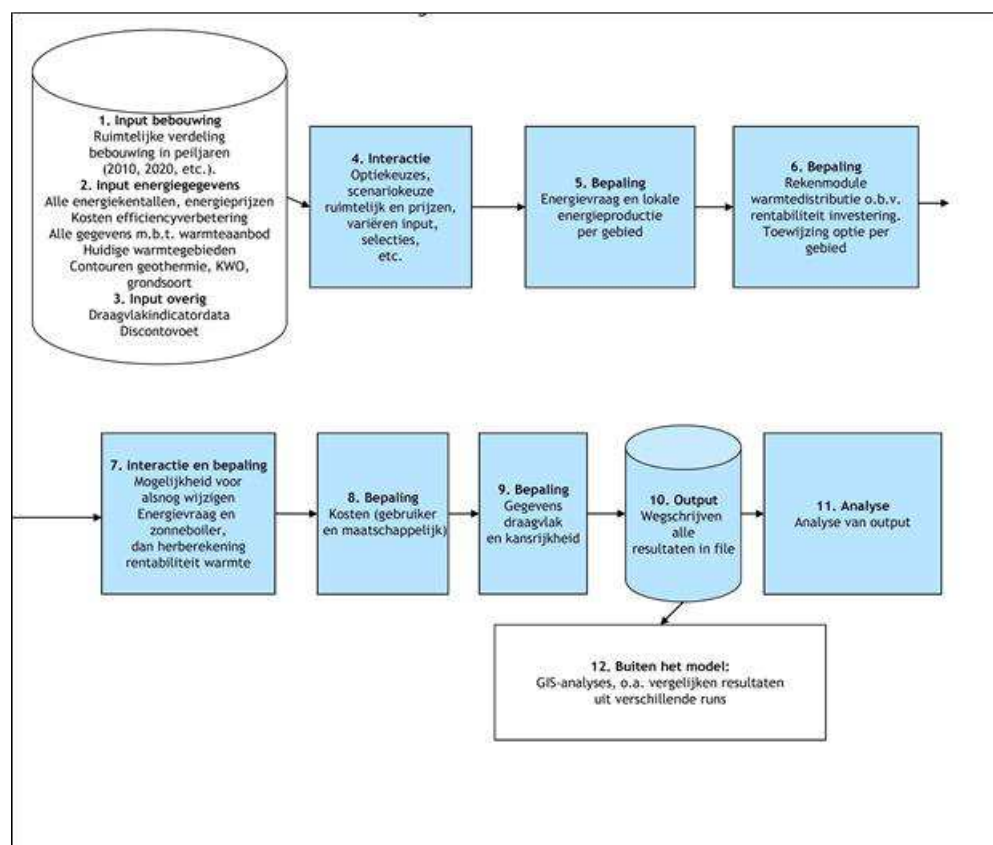 1. Input bebouwing
Ruimtelijke verdeling
bebouwing in peiljaren
(2010, 2020, etc.).
2. Input energiegegevens
Alle energiekentallen, energieprijzen
Kosten efficiencyverbetering
Alle gegevens m.b.t. warmteaanbod
Huidige warmtegebieden
Contouren geothermie, KWO,
grondsoort
3. Input overig
Draagvlakindicatordata
Discontovoet
4. Interactie
Optiekeuzes,
scenariokeuze
ruimtelijk en prijzen,
variëren input,
selecties,
etc.
5. Bepaling
Energievraag en lokale
energieproductie
per gebied
6. Bepaling
Rekenmodule
warmtedistributie o.b.v.
rentabiliteit investering.
Toewijzing optie per
gebied
7. Interactie en bepaling
Mogelijkheid voor
alsnog wijzigen
Energievraag en
zonneboiler,
dan herberekening
rentabiliteit warmte
8. Bepaling
Kosten (gebruiker
en maatschappelijk)
9. Bepaling
Gegevens
draagvlak
en kansrijkheid
10. Output
Wegschrijven
alle
resultaten in file
11. Analyse
Analyse van output
12. Buiten het model:
GIS-analyses, o.a. vergelijken resultaten
uit verschillende runs